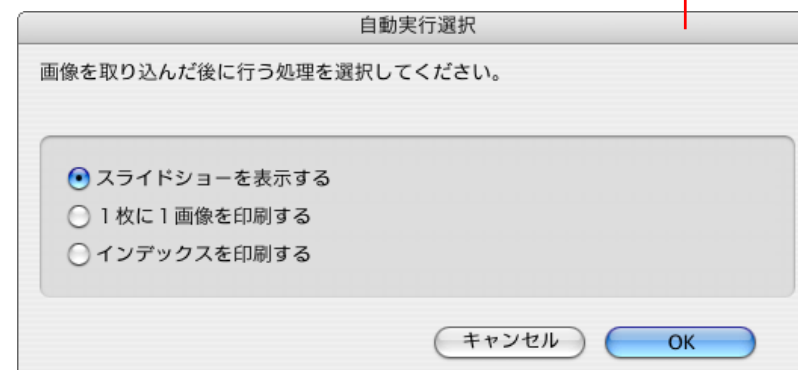 自動実行選択
画像を取り込んだ後に行う処理を選択してください。
スライドショーを表示する
1枚に1画像を印刷する
インデックスを印刷する
キャンセル OK